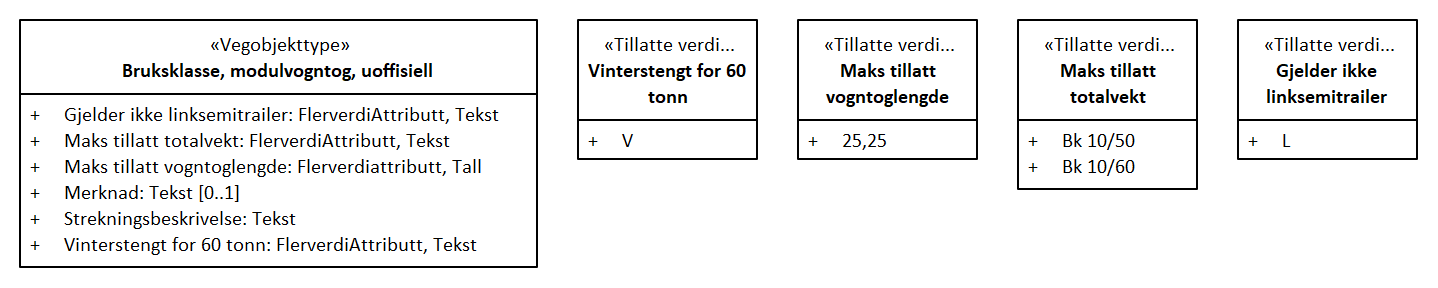 «Vegobjekttype»
Bruksklasse, modulvogntog, uoffisiell
+ Gjelder ikke linksemitrailer: FlerverdiAttributt, Tekst
+ Maks tillatt totalvekt: FlerverdiAttributt, Tekst
+ Maks tillatt vogntoglengde: Flerverdiattributt, Tall
+ Merknad: Tekst [0..1]
+ Strekningsbeskrivelse: Tekst
+ Vinterstengt for 60 tonn: FlerverdiAttributt, Tekst
«Tillatte verdi...
Vinterstengt for 60
tonn
+ V
«Tillatte verdi...
Maks tillatt
vogntoglengde
+ 25,25
«Tillatte verdi...
Maks tillatt
totalvekt
+ Bk 10/50
+ Bk 10/60
«Tillatte verdi...
Gjelder ikke
linksemitrailer
+ L